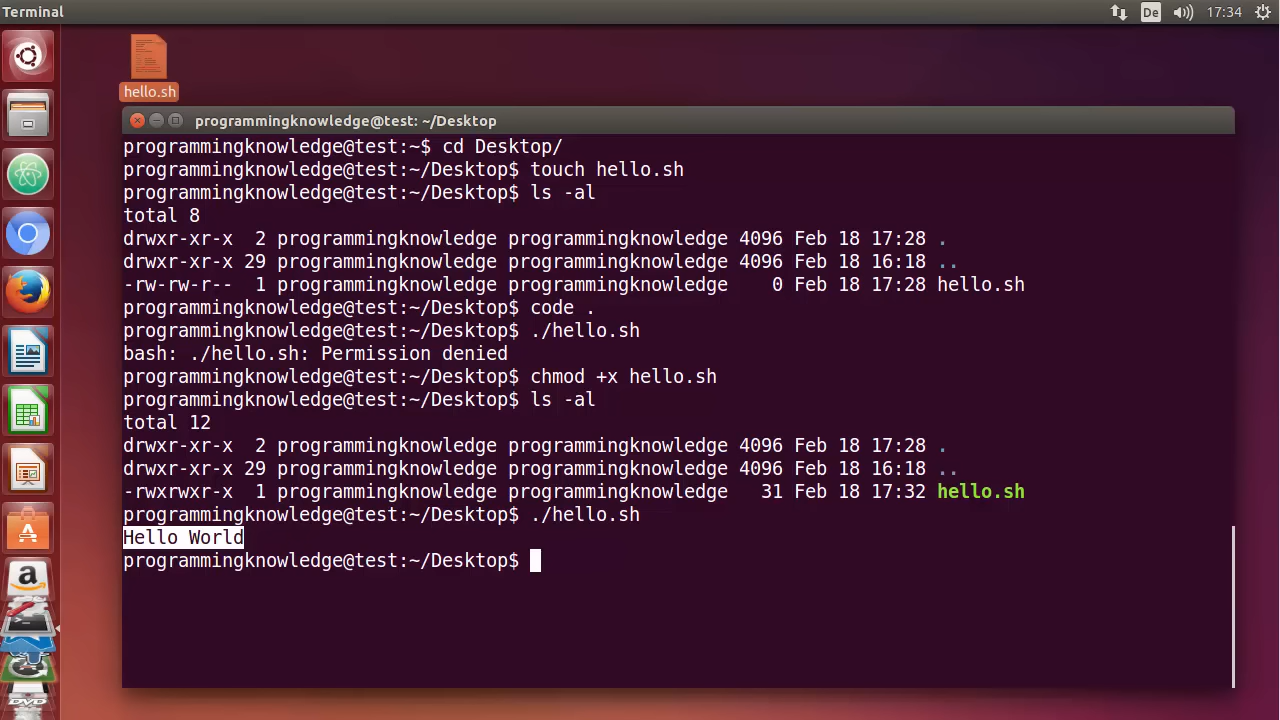 Terminal
De
17:34
hello.sh
programmingknowledge@test: ~/Desktop
programmingknowledge@test:~$ cd Desktop/
programmingknowledge@test:~/Desktop$ touch hello.sh
programmingknowledge@test:~/Desktop$ ls -al
total 8
drwxr-xr-x  2 programmingknowledge programmingknowledge 4096 Feb 18 17:28 .
drwxr-xr-x 29 programmingknowledge programmingknowledge 4096 Feb 18 16:18 ..
-rw-rw-r--  1 programmingknowledge programmingknowledge    0 Feb 18 17:28 hello.sh
programmingknowledge@test:~/Desktop$ code .
programmingknowledge@test:~/Desktop$ ./hello.sh
bash: ./hello.sh: Permission denied
programmingknowledge@test:~/Desktop$ chmod +x hello.sh
programmingknowledge@test:~/Desktop$ ls -al
total 12
drwxr-xr-x  2 programmingknowledge programmingknowledge 4096 Feb 18 17:28 .
drwxr-xr-x 29 programmingknowledge programmingknowledge 4096 Feb 18 16:18 ..
-rwxrwxr-x  1 programmingknowledge programmingknowledge   31 Feb 18 17:32 hello.sh
programmingknowledge@test:~/Desktop$ ./hello.sh
Hello World
programmingknowledge@test:~/Desktop$
a
DVD